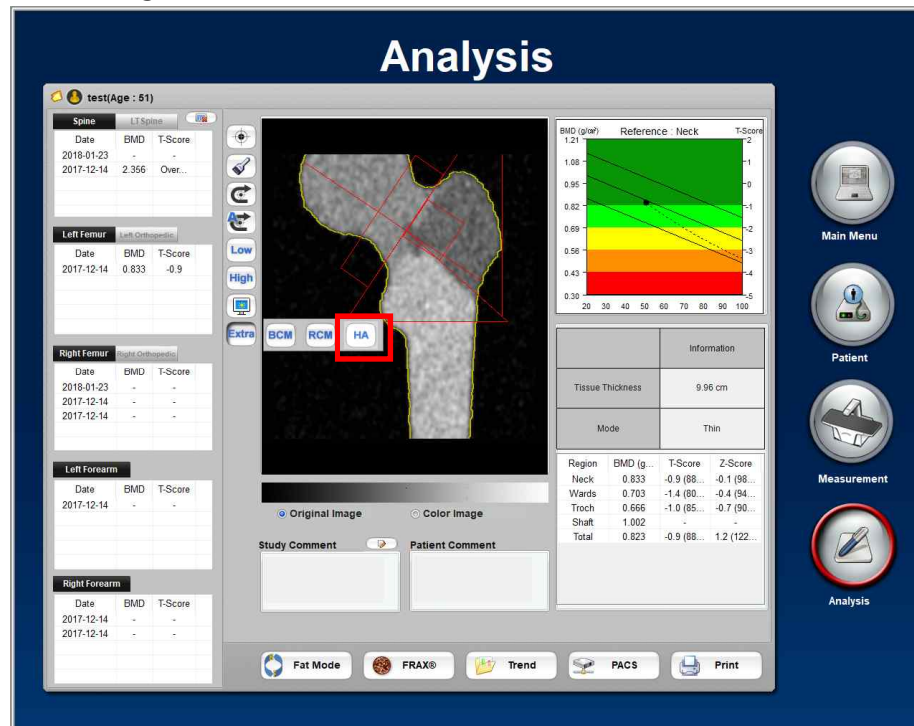 Analysis
test(Age : 51)
Spine LT Spine
Date BMD T-Score
2018-01-23 - -
2017-12-14 2.356 Over...
Left Femur Left Orthopedic
Date BMD T-Score
2017-12-14 0.833 -0.9
Right Femur Right Orthopedic
Date BMD T-Score
2018-01-23 - -
2017-12-14 - -
2017-12-14 - -
Left Forearm
Date BMD T-Score
2017-12-14 - -
Right Forearm
Date BMD T-Score
2017-12-14 - -
2017-12-14 - -
A
Low
High
Extra
BCM RCM HA
Original Image Color Image
Study Comment Patient Comment
BMD (g/cm²) Reference : Neck T-Score
1.21 2
1.08 1
0.95 0
0.82 -1
0.69 -2
0.56 -3
0.43 -4
0.30 -5
20 30 40 50 60 70 80 90 100
Information
Tissue Thickness 9.96 cm
Mode Thin
Region BMD (g... T-Score Z-Score
Neck 0.833 -0.9 (88... -0.1 (98...
Wards 0.703 -1.4 (80... -0.4 (94...
Troch 0.666 -1.0 (85... -0.7 (90...
Shaft 1.002 - -
Total 0.823 -0.9 (88... 1.2 (122...
Fat Mode FRAX® Trend PACS Print
Main Menu
Patient
Measurement
Analysis